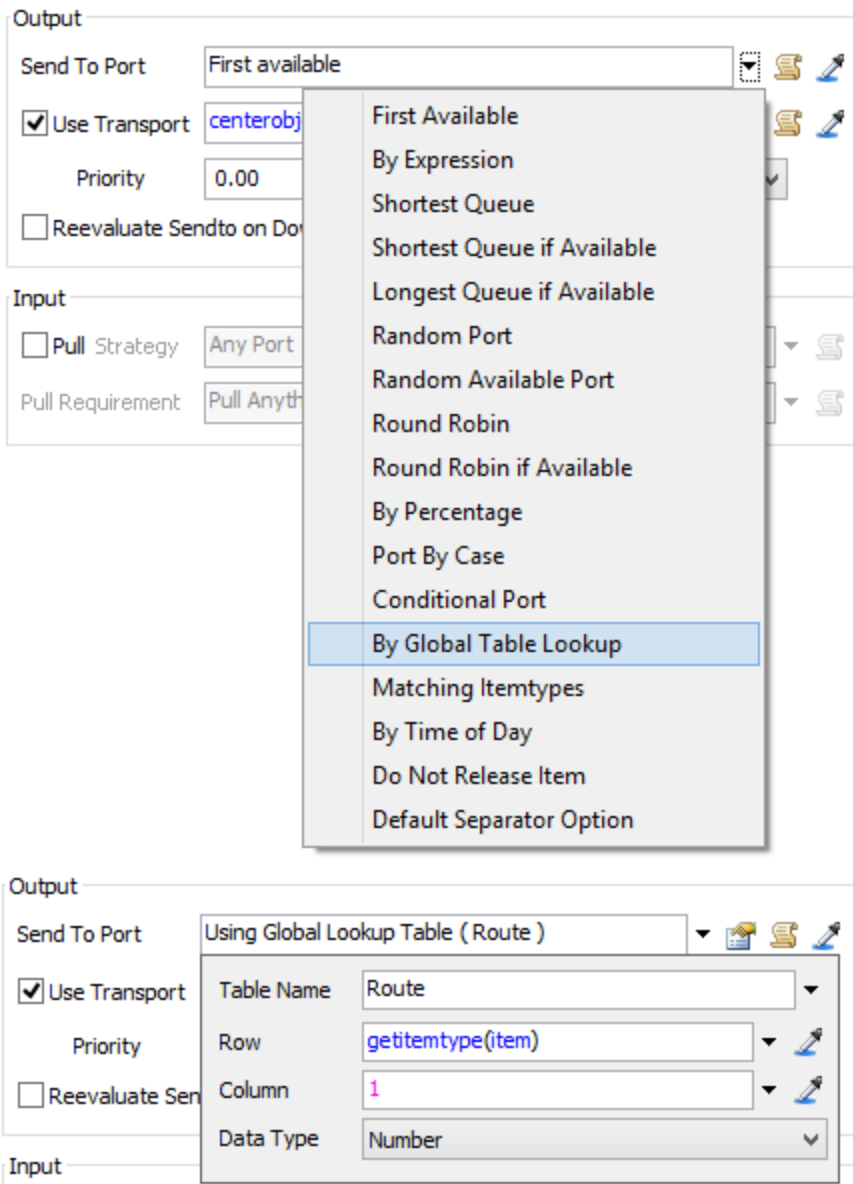 Output
Send To Port First available
Use Transport centerobj
Priority 0.00
Reevaluate Sendto on Do
Input
Pull Strategy Any Port
Pull Requirement Pull Anyth
First Available
By Expression
Shortest Queue
Shortest Queue if Available
Longest Queue if Available
Random Port
Random Available Port
Round Robin
Round Robin if Available
By Percentage
Port By Case
Conditional Port
By Global Table Lookup
Matching Itemtypes
By Time of Day
Do Not Release Item
Default Separator Option
Output
Send To Port Using Global Lookup Table ( Route )
Use Transport Table Name Route
Priority Row getitemtype(item)
Reevaluate Sen Column 1
Data Type Number
Input